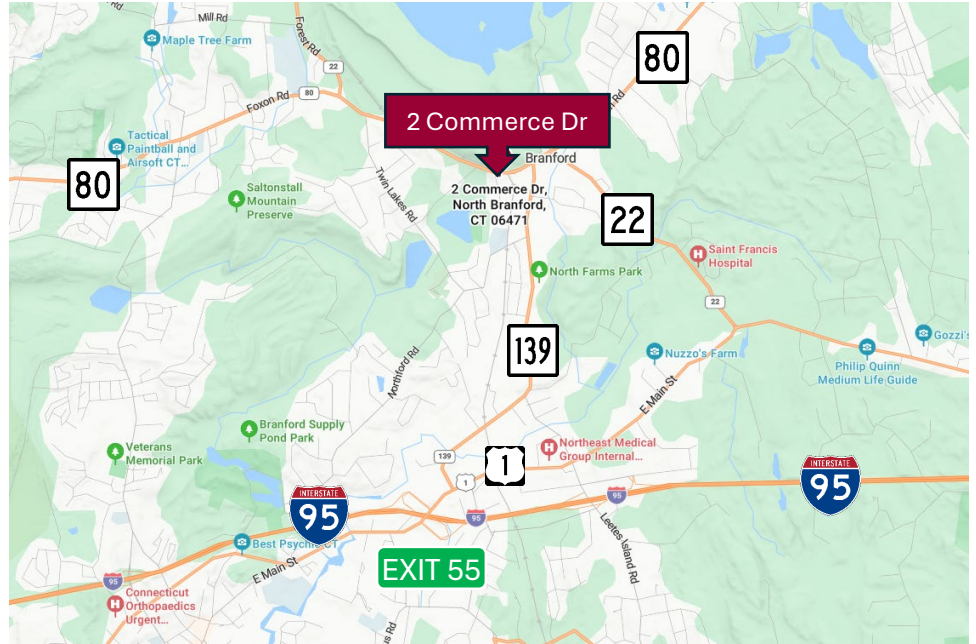 Mill Rd
Maple Tree Farm
Forest Rd
22
80
80
Foxon Rd
Rd
2 Commerce Dr
Tactical
Paintball and
Airsoft CT...
Branford
80
Saltonstall
Mountain
Preserve
Twin Lakes Rd
2 Commerce Dr,
North Branford,
CT 06471
22
Saint Francis
Hospital
North Farms Park
22
139
Gozzi's
Nuzzo's Farm
Philip Quinn
Medium Life Guide
Northford Rd
E Main St
Branford Supply
Pond Park
Veterans
Memorial Park
139
1
Northeast Medical
Group Internal...
1
INTERSTATE
95
INTERSTATE
95
95
95
Leetes Island Rd
Best Psychic CT
E Main St
EXIT 55
95
Connecticut
Orthopaedics
Urgent...
Rd